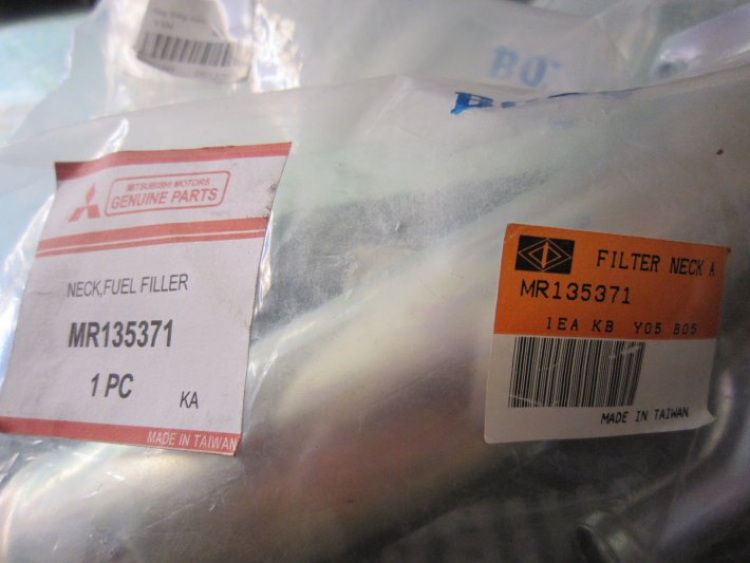 BO
MITSUBISHI MOTORS
GENUINE PARTS
NECK,FUEL FILLER
MR135371
1 PC
KA
MADE IN TAIWAN
FILTER NECK A
MR135371
1EA KB Y05 805
MADE IN TAIWAN